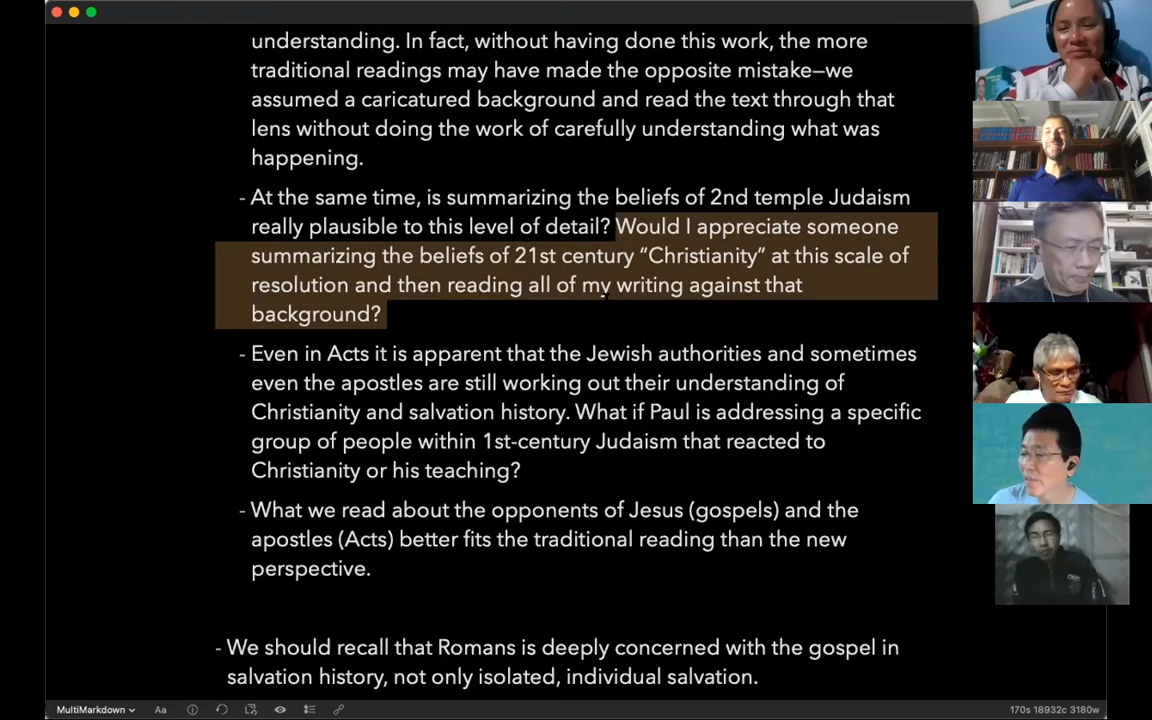 understanding. In fact, without having done this work, the more
traditional readings may have made the opposite mistake—we
assumed a caricatured background and read the text through that
lens without doing the work of carefully understanding what was
happening.
- At the same time, is summarizing the beliefs of 2nd temple Judaism
really plausible to this level of detail? Would I appreciate someone
summarizing the beliefs of 21st century “Christianity” at this scale of
resolution and then reading all of my writing against that
background?
- Even in Acts it is apparent that the Jewish authorities and sometimes
even the apostles are still working out their understanding of
Christianity and salvation history. What if Paul is addressing a specific
group of people within 1st-century Judaism that reacted to
Christianity or his teaching?
- What we read about the opponents of Jesus (gospels) and the
apostles (Acts) better fits the traditional reading than the new
perspective.
- We should recall that Romans is deeply concerned with the gospel in
salvation history, not only isolated, individual salvation.
MultiMarkdown Aa 170s 18932c 3180w